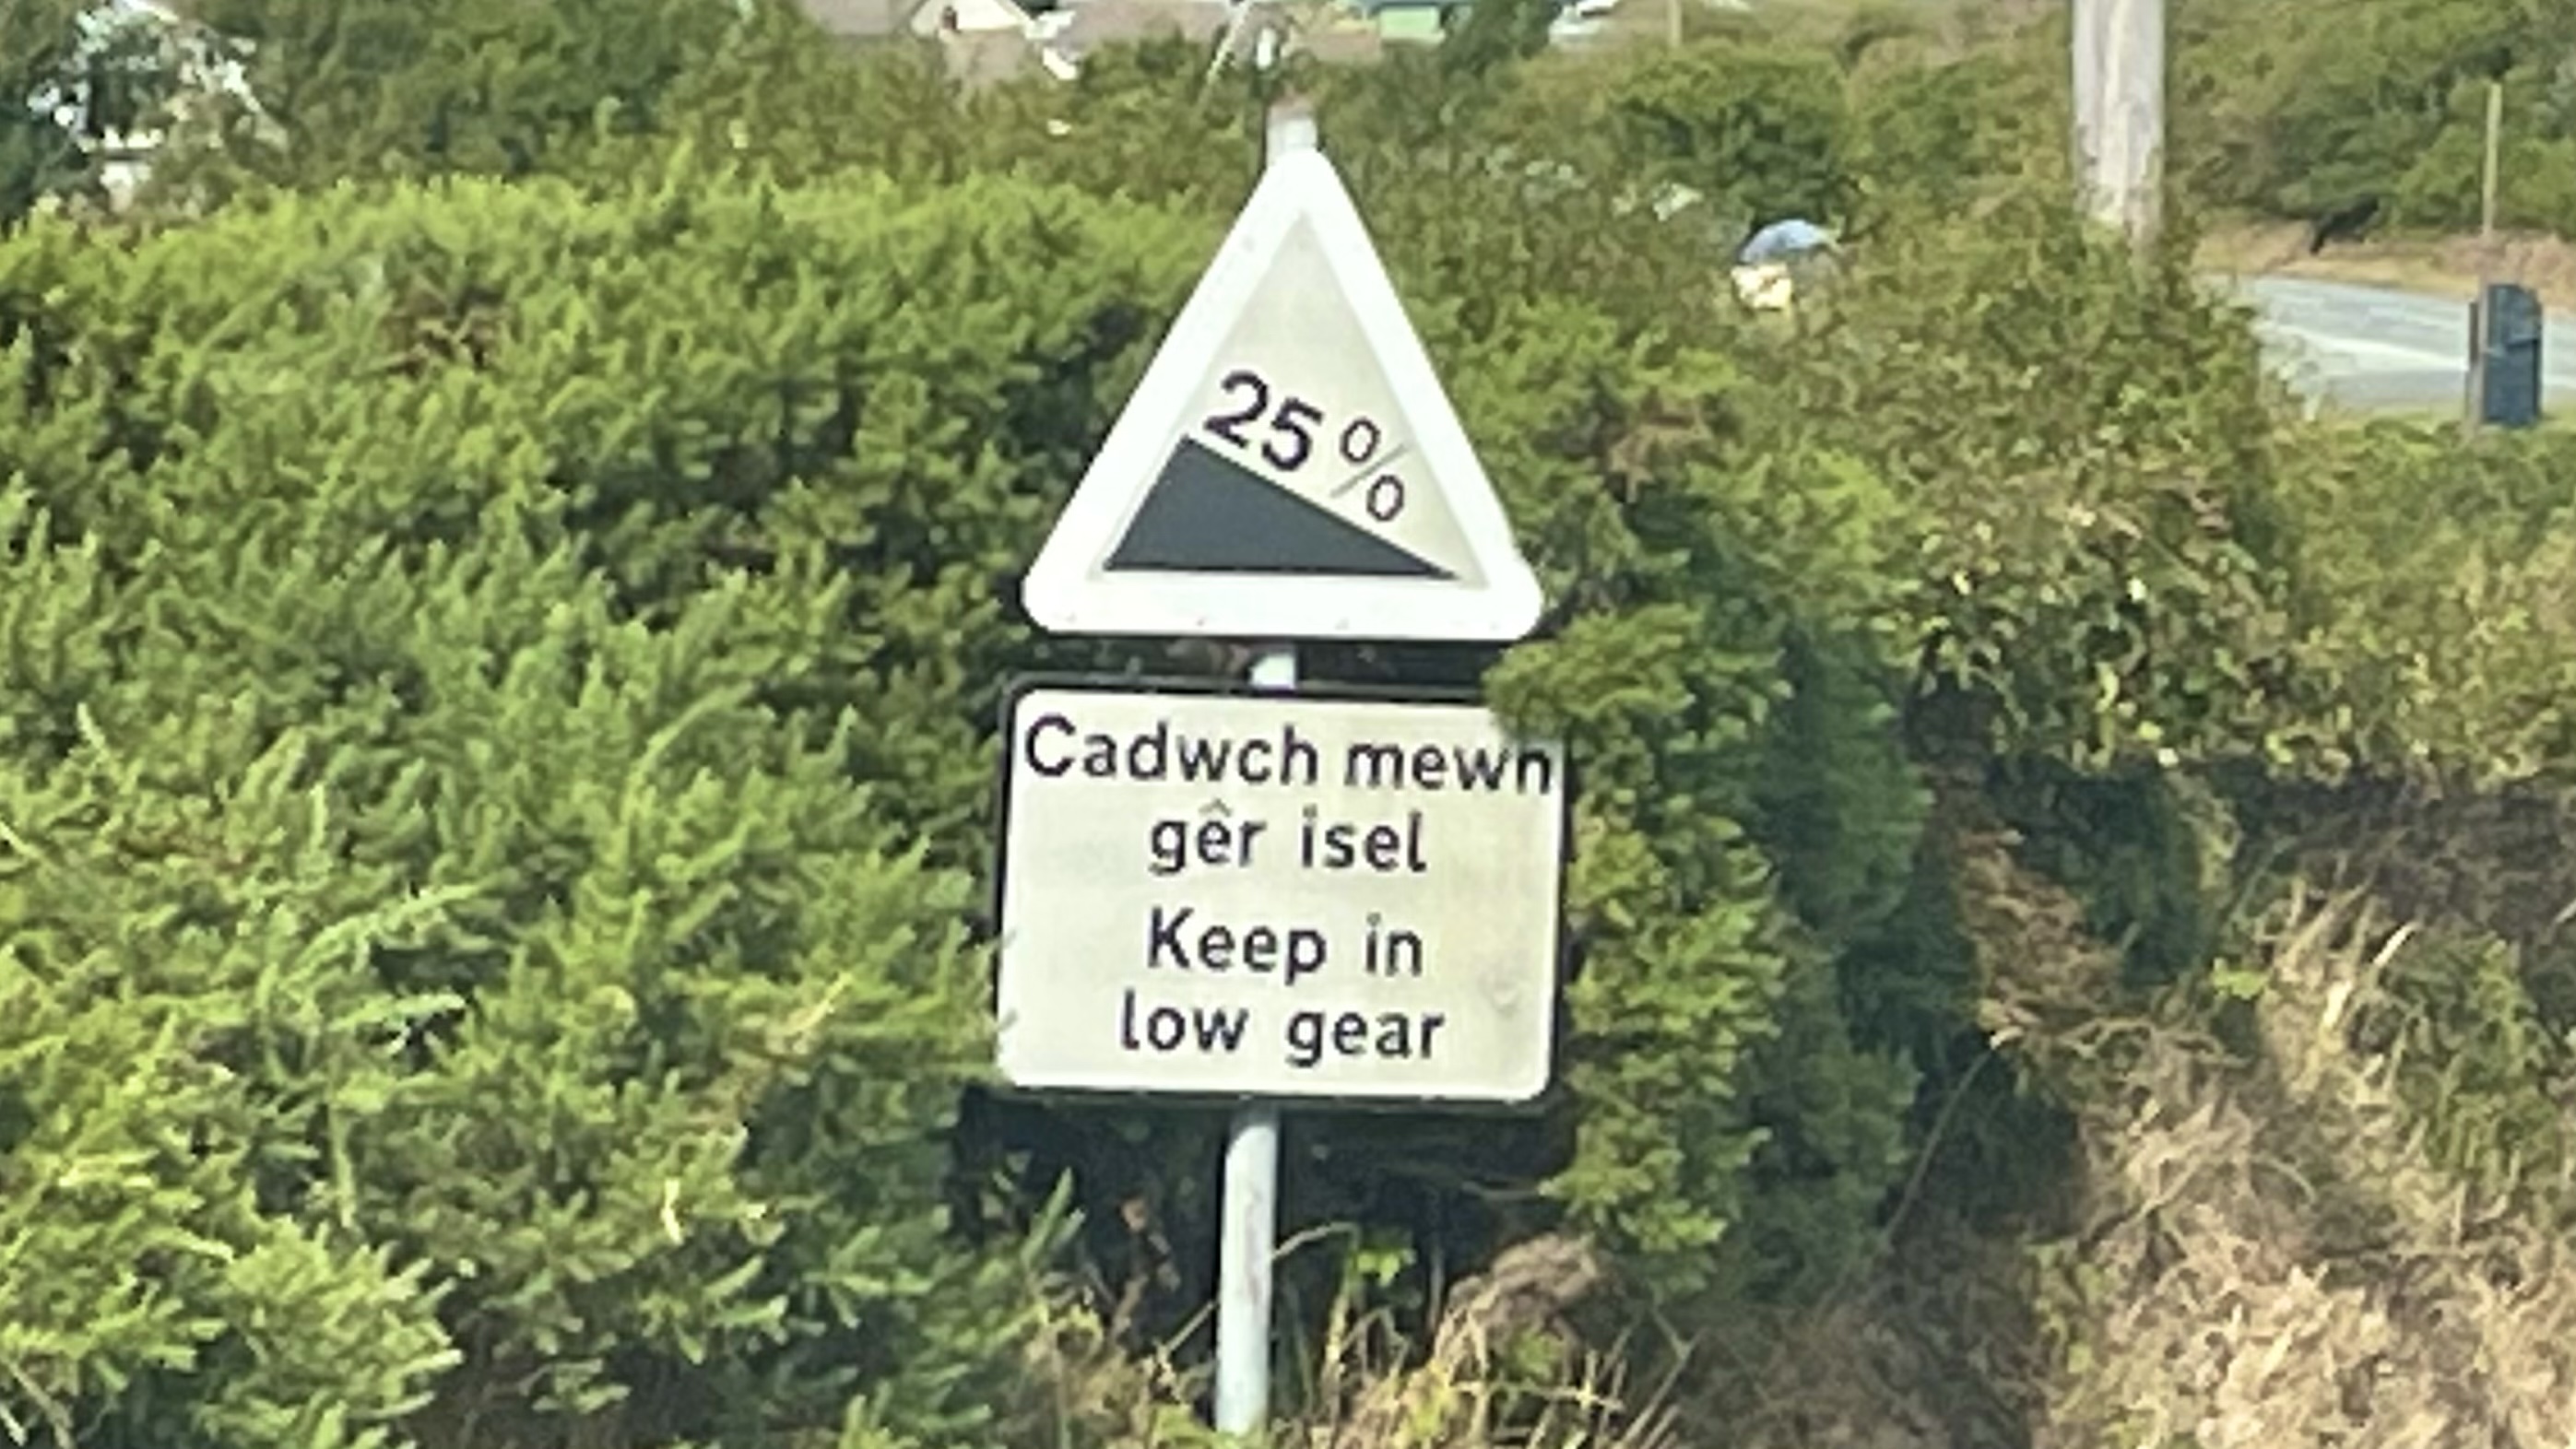 25%
Cadwch mewn
gêr isel
Keep in
low gear